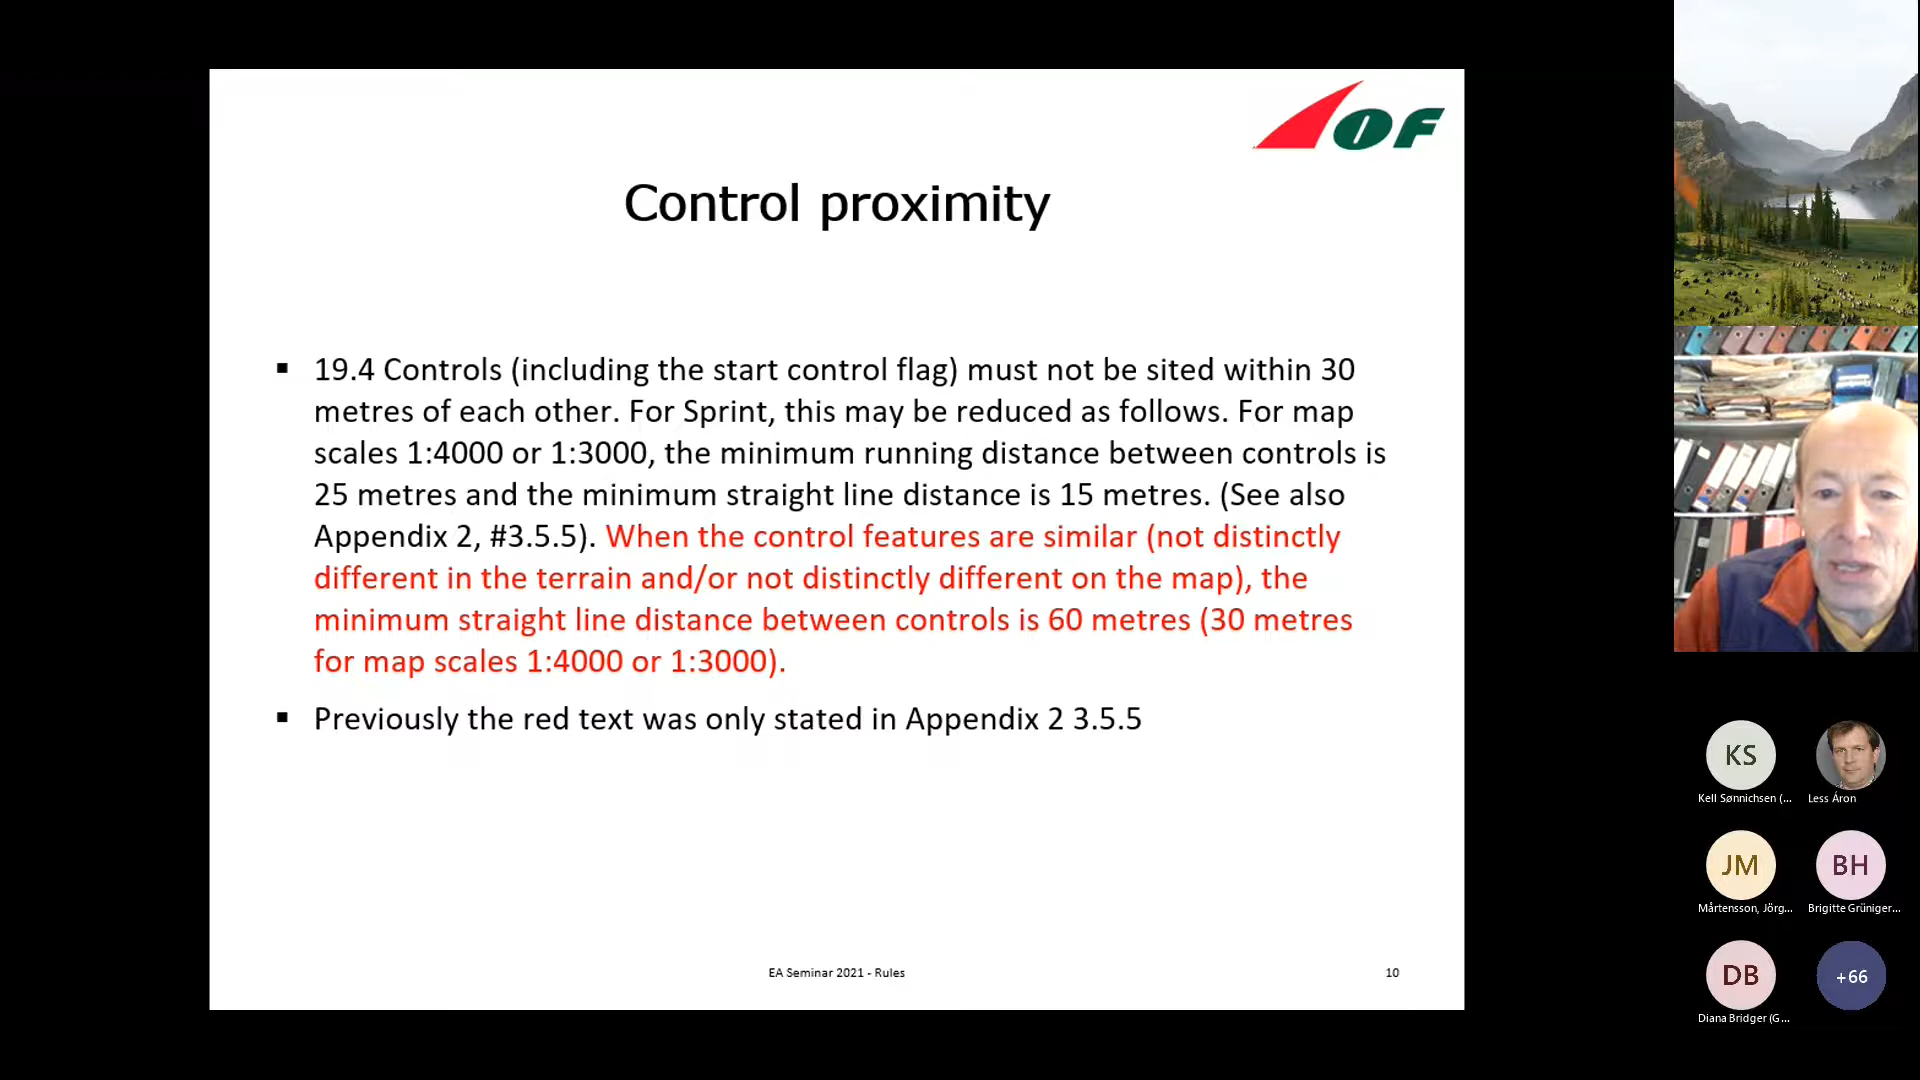 IOF
Control proximity
▪ 19.4 Controls (including the start control flag) must not be sited within 30
metres of each other. For Sprint, this may be reduced as follows. For map
scales 1:4000 or 1:3000, the minimum running distance between controls is
25 metres and the minimum straight line distance is 15 metres. (See also
Appendix 2, #3.5.5). When the control features are similar (not distinctly
different in the terrain and/or not distinctly different on the map), the
minimum straight line distance between controls is 60 metres (30 metres
for map scales 1:4000 or 1:3000).
▪ Previously the red text was only stated in Appendix 2 3.5.5
EA Seminar 2021 - Rules
10
KS
Kell Sønnichsen (...
Less Áron
JM
Mårtensson, Jörg...
BH
Brigitte Grüniger...
DB
Diana Bridger (G...
+66